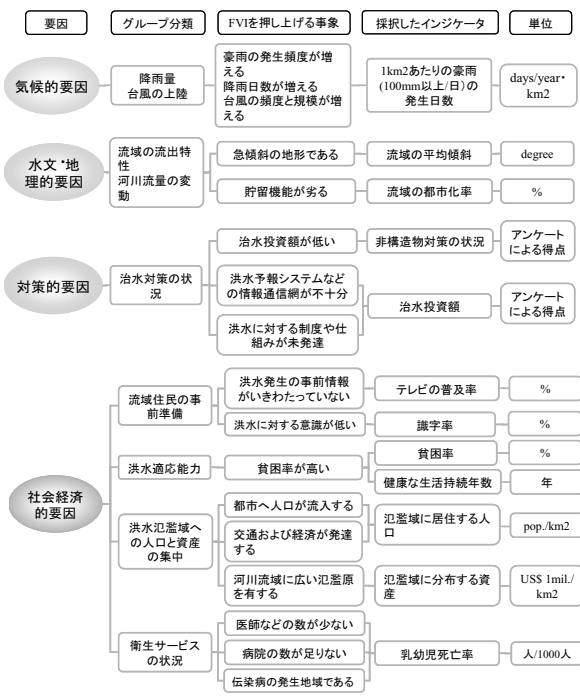 要因
グループ分類
FVIを押し上げる事象
採択したインジケータ
単位
気候的要因
降雨量
台風の上陸
豪雨の発生頻度が増
える
降雨日数が増える
台風の頻度と規模が増
える
1km2あたりの豪雨
(100mm以上/日)の
発生日数
days/year・
km2
水文・地
理的要因
流域の流出特
性
河川流量の変
動
急傾斜の地形である
流域の平均傾斜
degree
貯留機能が劣る
流域の都市化率
%
対策的要因
治水対策の状
況
治水投資額が低い
非構造物対策の状況
アンケート
による得点
洪水予報システムなど
の情報通信網が不十分
洪水に対する制度や仕
組みが未発達
治水投資額
アンケート
による得点
社会経済
的要因
流域住民の事
前準備
洪水発生の事前情報
がいきわたっていない
テレビの普及率
%
洪水に対する意識が低い
識字率
%
洪水適応能力
貧困率が高い
貧困率
%
健康な生活持続年数
年
洪水氾濫域へ
の人口と資産
の集中
都市へ人口が流入する
交通および経済が発達
する
氾濫域に居住する人
口
pop./km2
河川流域に広い氾濫原
を有する
氾濫域に分布する資
産
US$ 1mil./
km2
衛生サービス
の状況
医師などの数が少ない
病院の数が足りない
伝染病の発生地域である
乳幼児死亡率
人/1000人